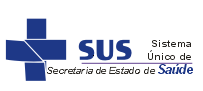 SUS
Sistema
Único de
Secretaria de Estado de Saúde